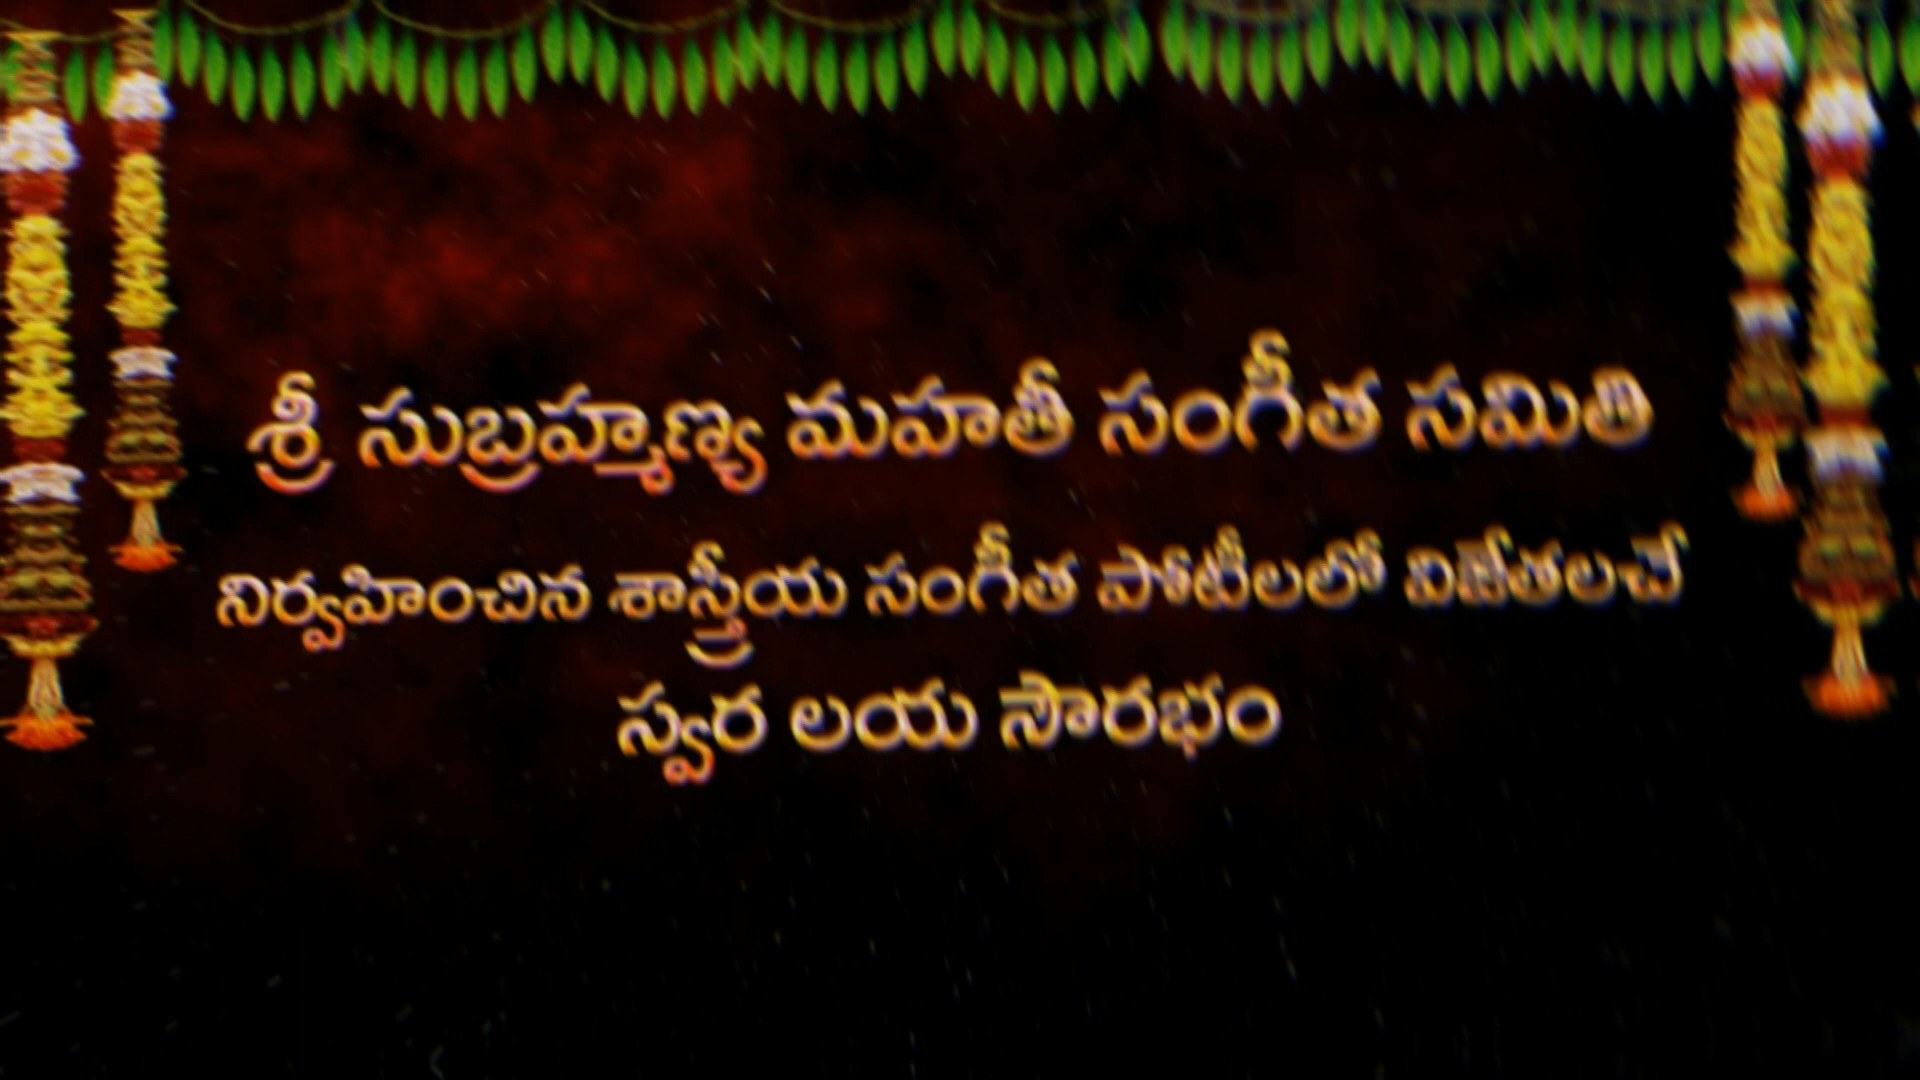 శ్రీ సుబ్రహ్మణ్య మహతీ సంగీత సమితి
నిర్వహించిన శాస్త్రీయ సంగీత పోటీలలో విజేతలచే
స్వర లయ సౌరభం